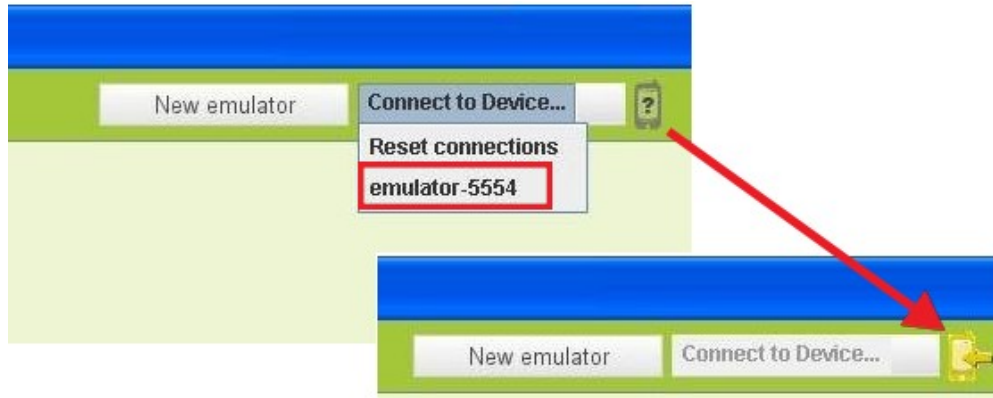 New emulator
Connect to Device...
?
Reset connections
emulator-5554
New emulator
Connect to Device...